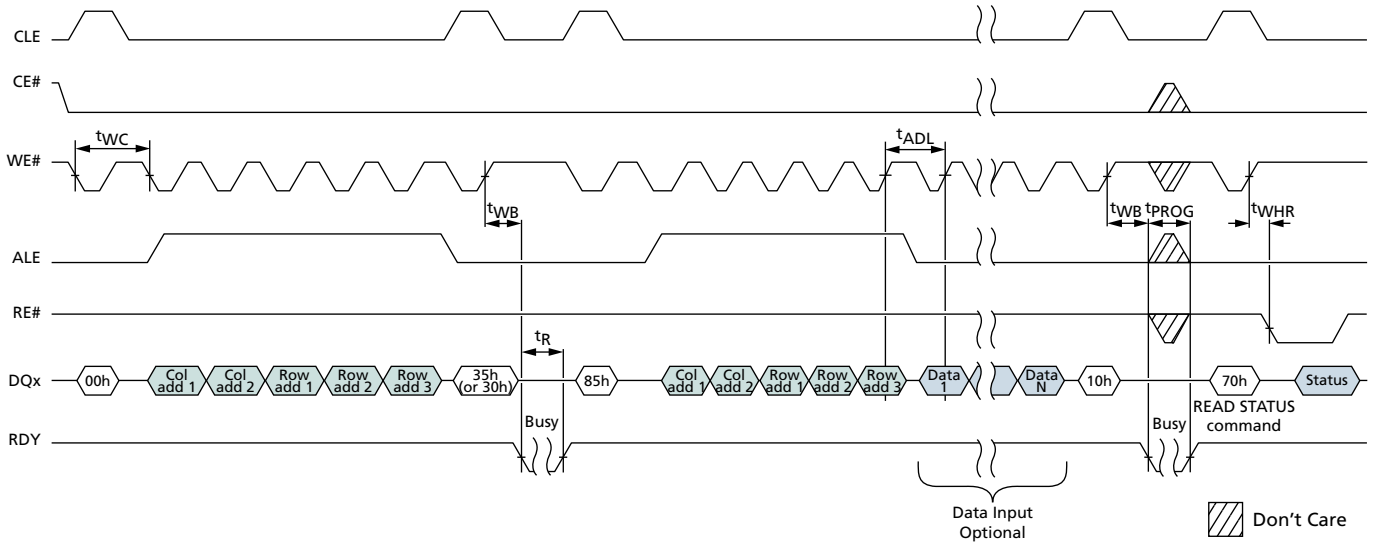 CLE
CE#
tWC
tADL
WE#
tWB
tWB tPROG
tWHR
ALE
RE#
tR
DQx
00h
Col add 1
Col add 2
Row add 1
Row add 2
Row add 3
35h (or 30h)
85h
Col add 1
Col add 2
Row add 1
Row add 2
Row add 3
Data 1
Data N
10h
70h
Status
READ STATUS
command
Busy
Busy
RDY
Data Input
Optional
Don't Care